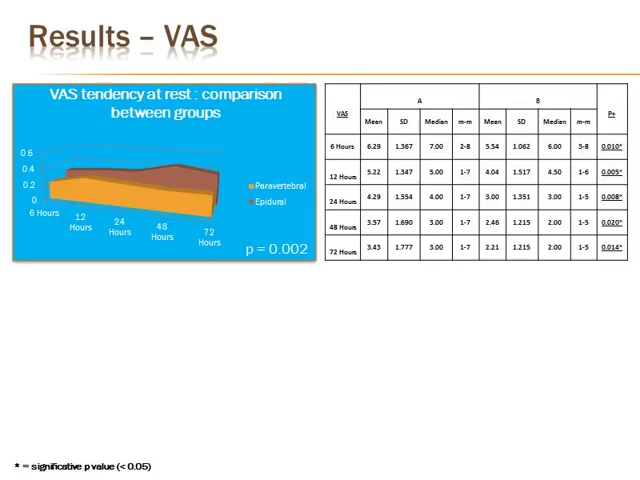 Results – VAS
VAS tendency at rest : comparison
between groups
0.6
0.4
0.2
0
6 Hours
12
Hours
24
Hours
48
Hours
72
Hours
Paravertebral
Epidural
p = 0.002
VAS A B P+
Mean SD Median m-m Mean SD Median m-m
6 Hours 6.29 1.367 7.00 2-8 5.54 1.062 6.00 3-8 0.010*
12 Hours 5.22 1.347 5.00 1-7 4.04 1.517 4.50 1-6 0.005*
24 Hours 4.29 1.554 4.00 1-7 3.00 1.351 3.00 1-5 0.008*
48 Hours 3.57 1.690 3.00 1-7 2.46 1.215 2.00 1-5 0.020*
72 Hours 3.43 1.777 3.00 1-7 2.21 1.215 2.00 1-5 0.014*
* = significative p value (< 0.05)